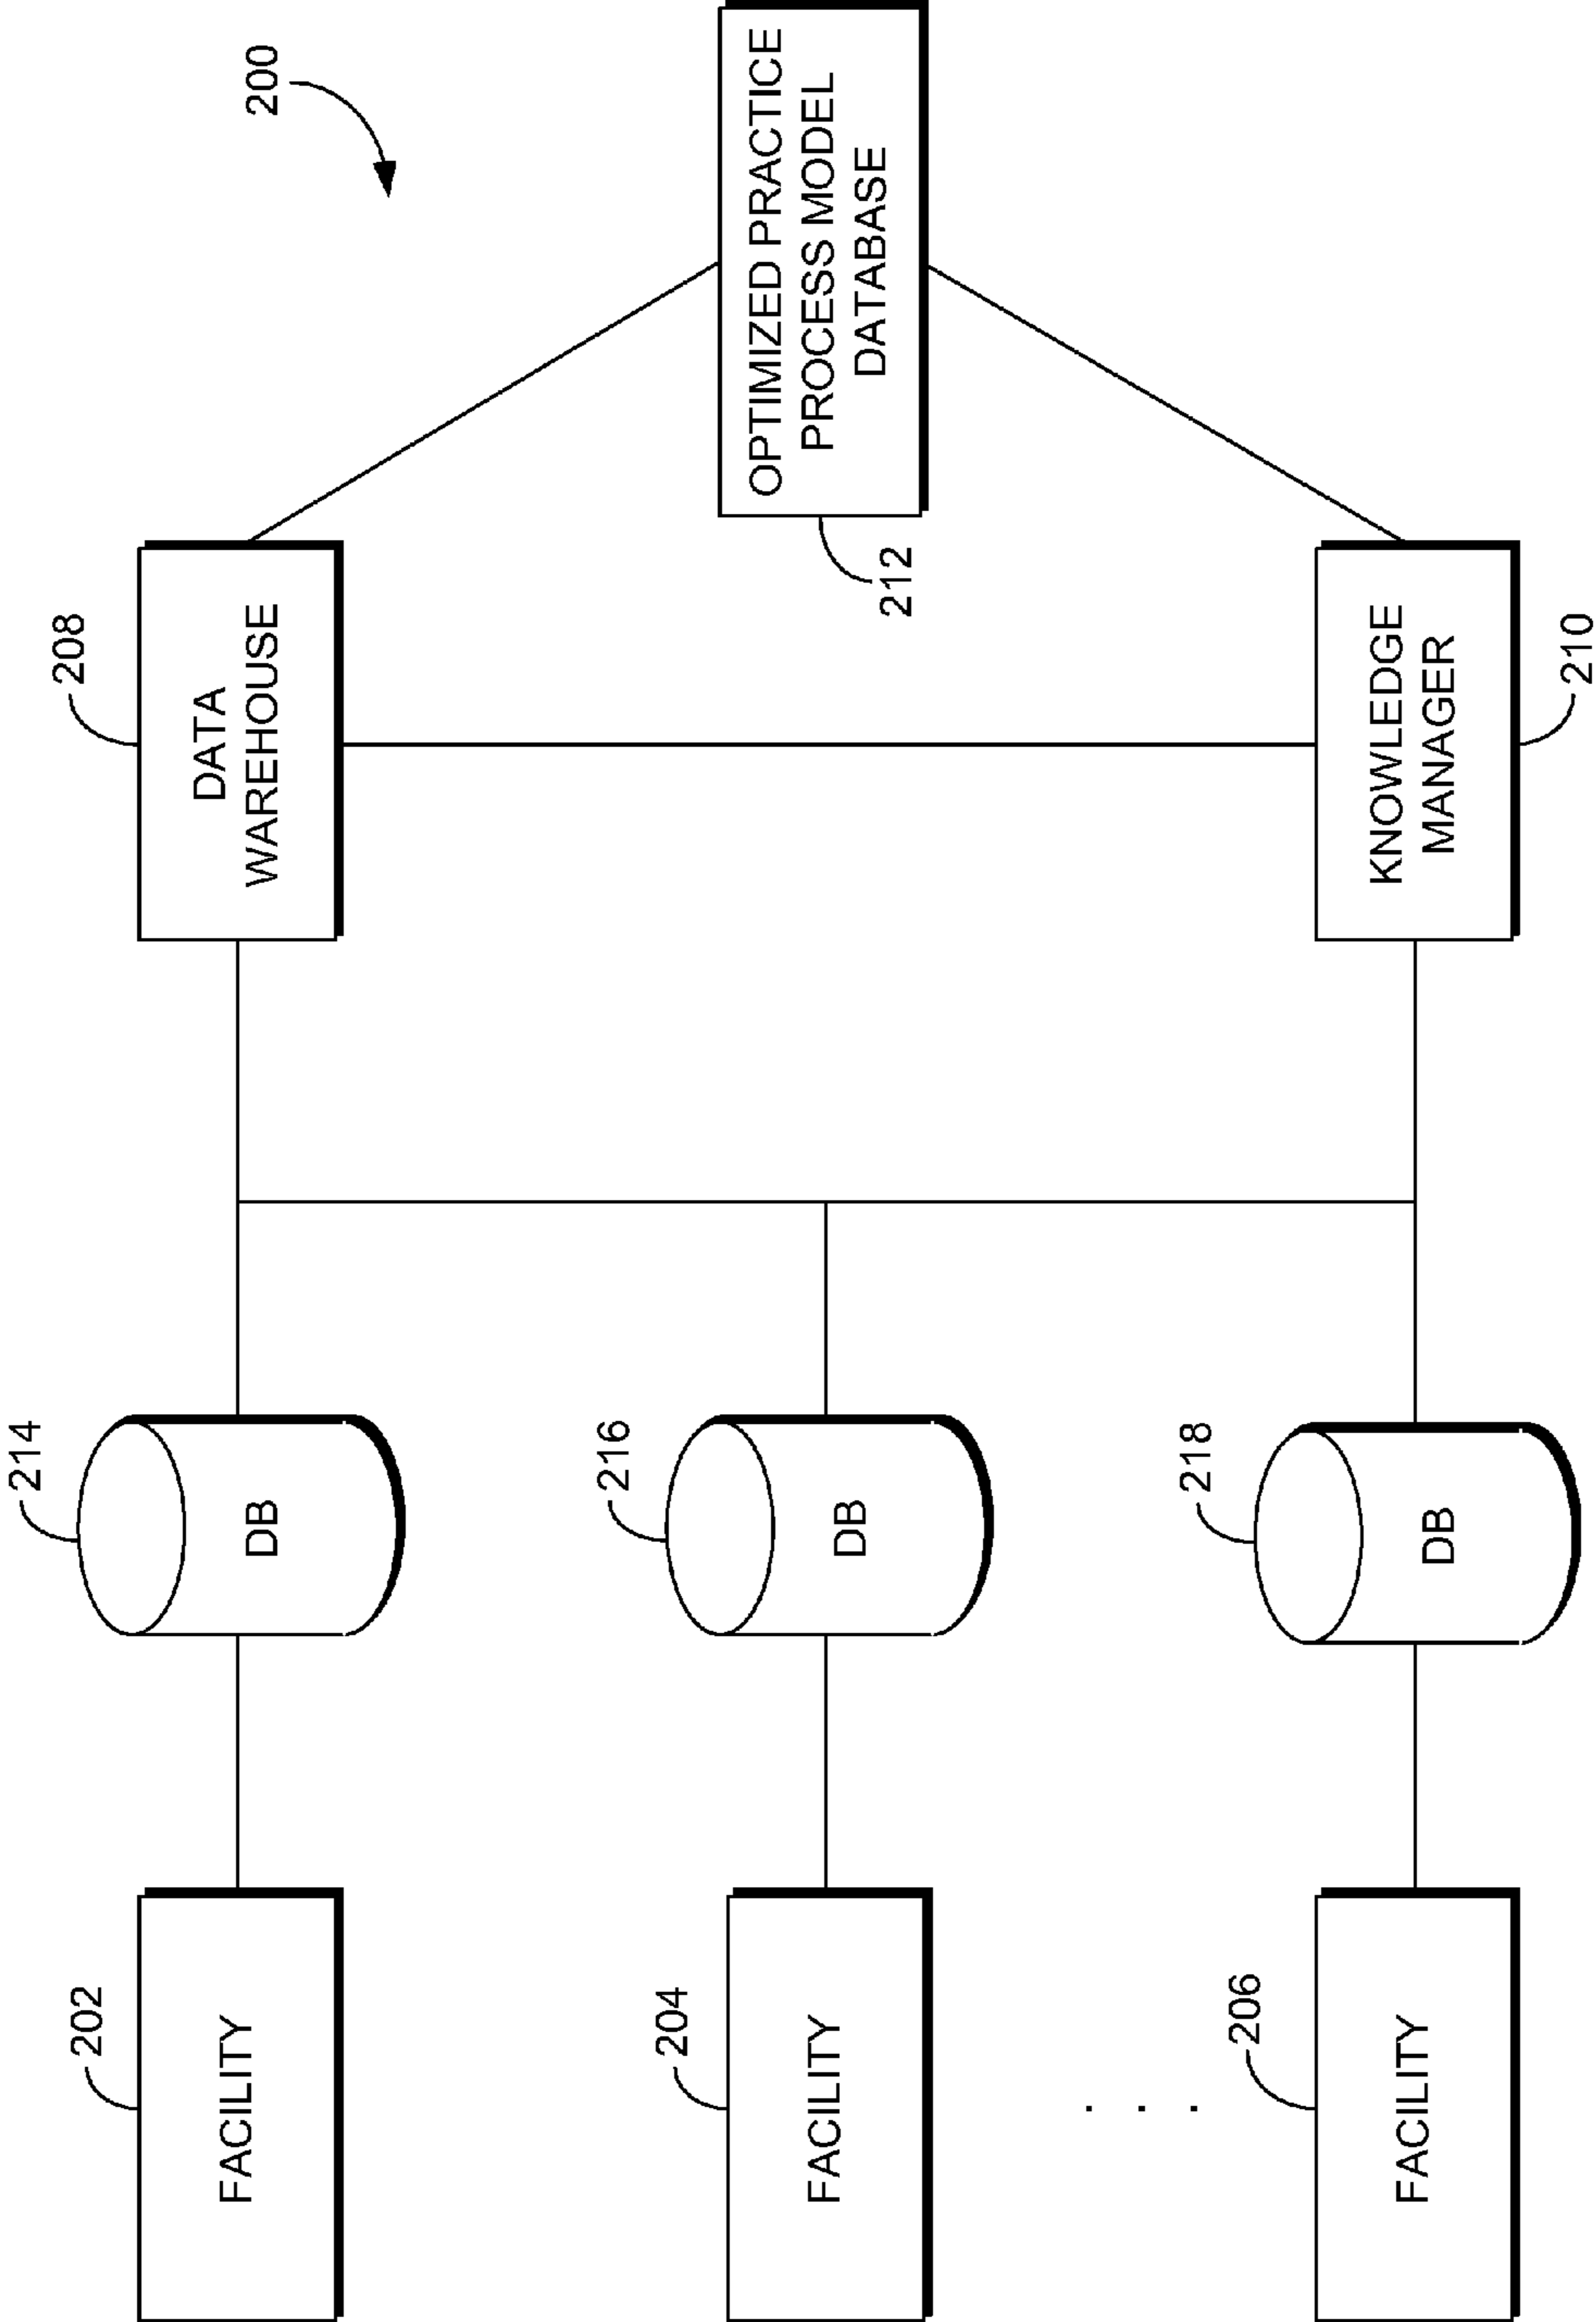 200
202
FACILITY
214
DB
208
DATA
WAREHOUSE
204
FACILITY
216
DB
OPTIMIZED PRACTICE
PROCESS MODEL
DATABASE
212
. . .
206
FACILITY
218
DB
KNOWLEDGE
MANAGER
210